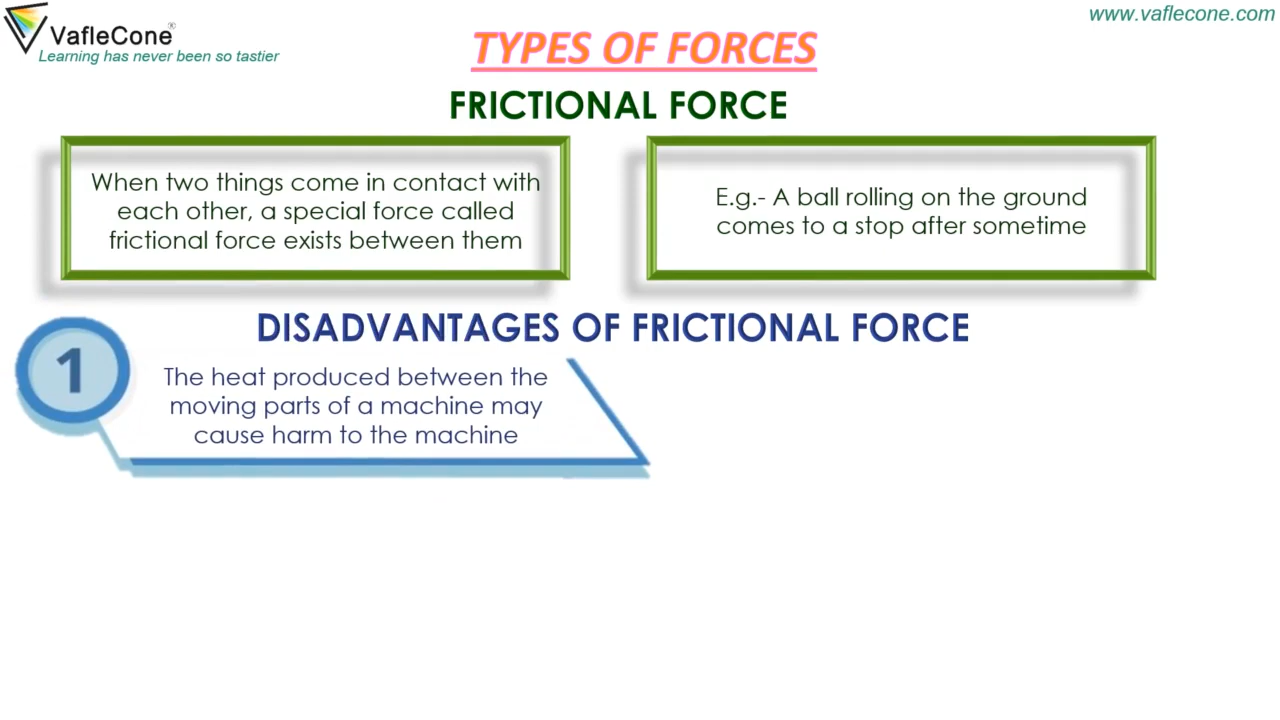 VafleCone®
Learning has never been so tastier
www.vaflecone.com
TYPES OF FORCES
FRICTIONAL FORCE
When two things come in contact with
each other, a special force called
frictional force exists between them
E.g.- A ball rolling on the ground
comes to a stop after sometime
DISADVANTAGES OF FRICTIONAL FORCE
1
The heat produced between the
moving parts of a machine may
cause harm to the machine